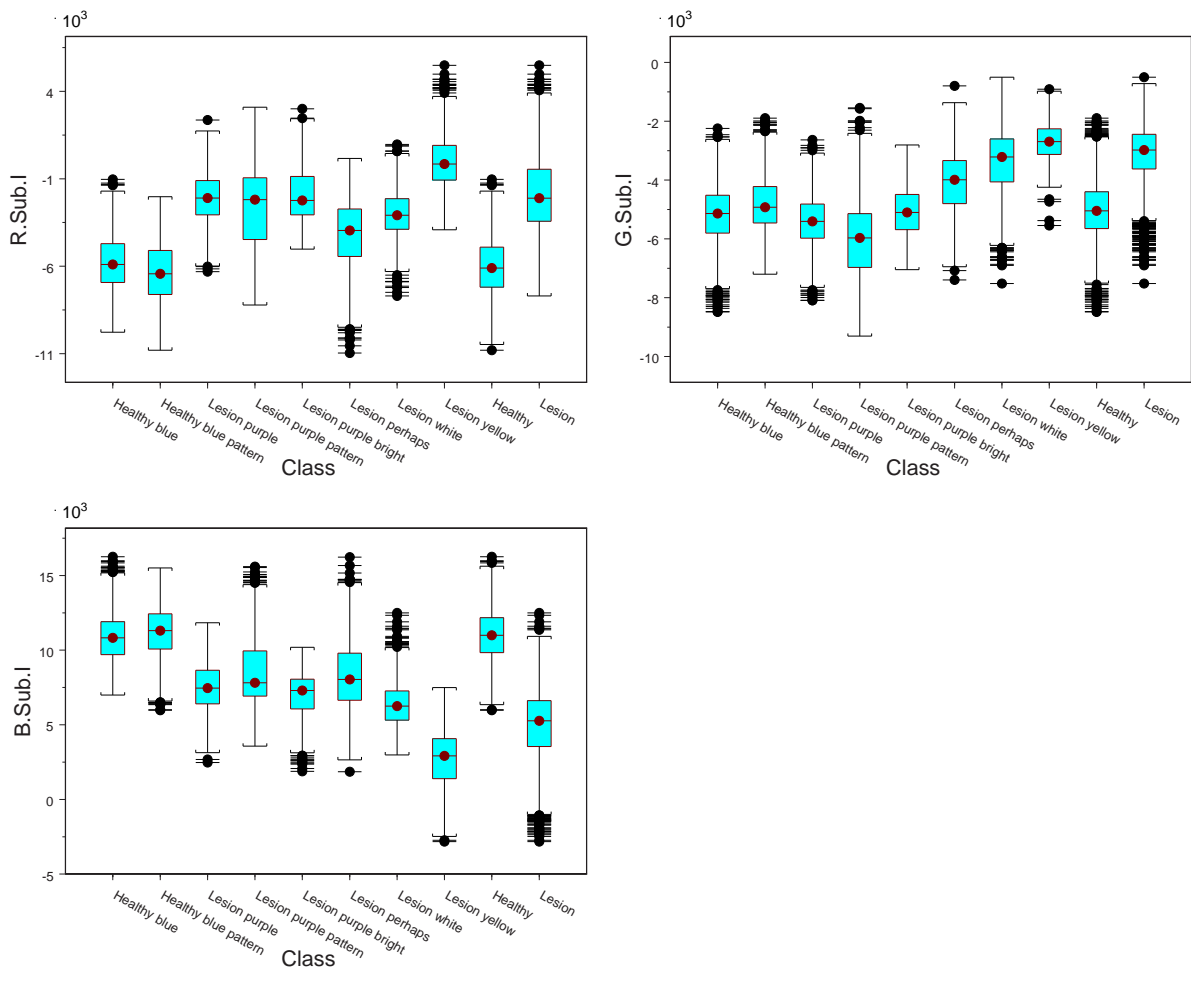 · 10³
R.Sub.I
4
-1
-6
-11
Healthy blue
Healthy blue pattern
Lesion purple
Lesion purple pattern
Lesion purple bright
Lesion perhaps
Lesion white
Lesion yellow
Healthy
Lesion
Class
· 10³
G.Sub.I
0
-2
-4
-6
-8
-10
Healthy blue
Healthy blue pattern
Lesion purple
Lesion purple pattern
Lesion purple bright
Lesion perhaps
Lesion white
Lesion yellow
Healthy
Lesion
Class
· 10³
B.Sub.I
15
10
5
0
-5
Healthy blue
Healthy blue pattern
Lesion purple
Lesion purple pattern
Lesion purple bright
Lesion perhaps
Lesion white
Lesion yellow
Healthy
Lesion
Class